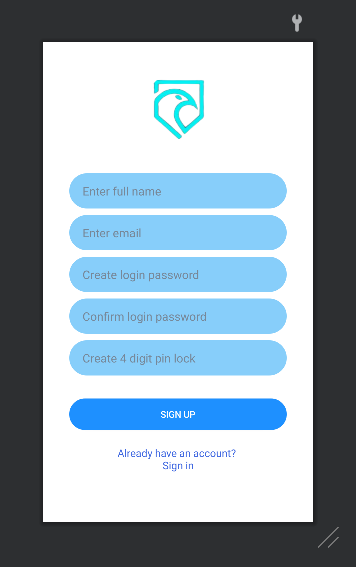 Enter full name
Enter email
Create login password
Confirm login password
Create 4 digit pin lock
SIGN UP
Already have an account?
Sign in